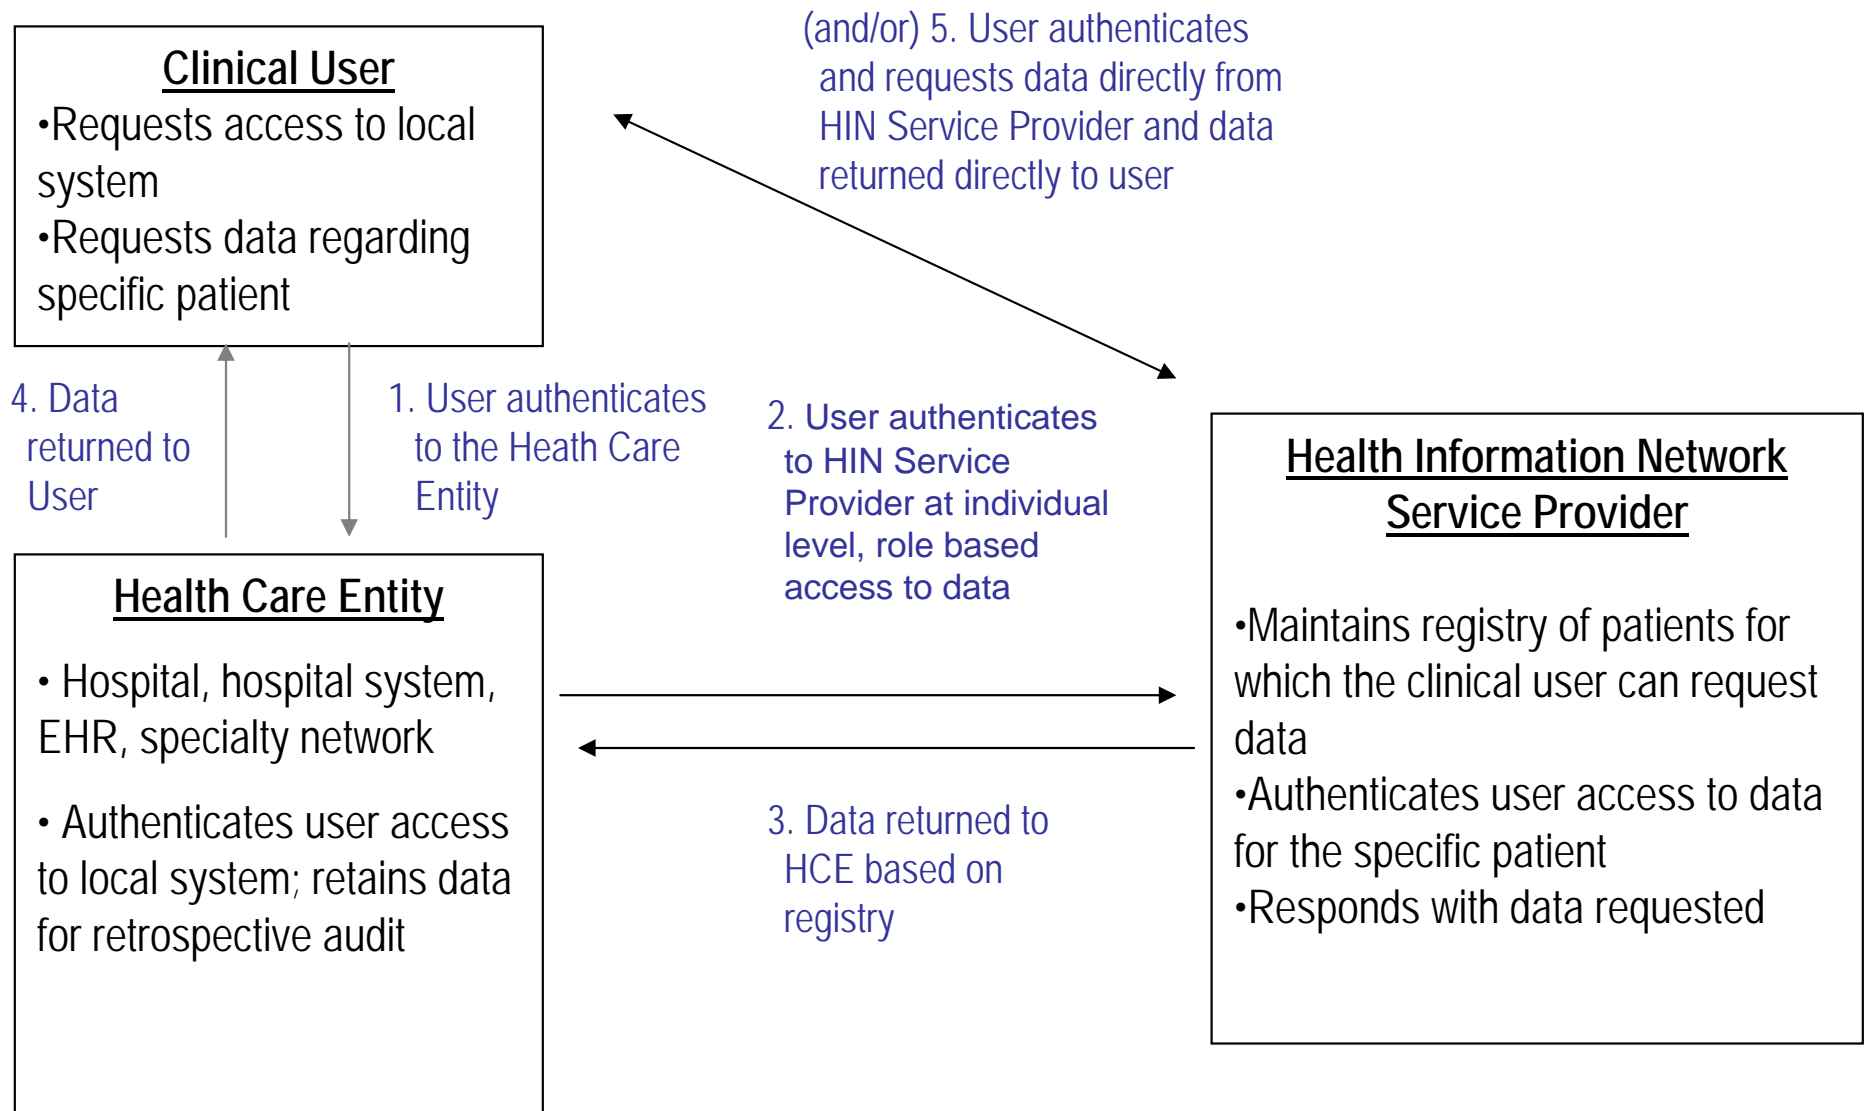 Clinical User
•Requests access to local
system
•Requests data regarding
specific patient
(and/or) 5. User authenticates
and requests data directly from
HIN Service Provider and data
returned directly to user
4. Data
returned to
User
1. User authenticates
to the Heath Care
Entity
2. User authenticates
to HIN Service
Provider at individual
level, role based
access to data
Health Care Entity
• Hospital, hospital system,
EHR, specialty network
• Authenticates user access
to local system; retains data
for retrospective audit
3. Data returned to
HCE based on
registry
Health Information Network
Service Provider
•Maintains registry of patients for
which the clinical user can request
data
•Authenticates user access to data
for the specific patient
•Responds with data requested